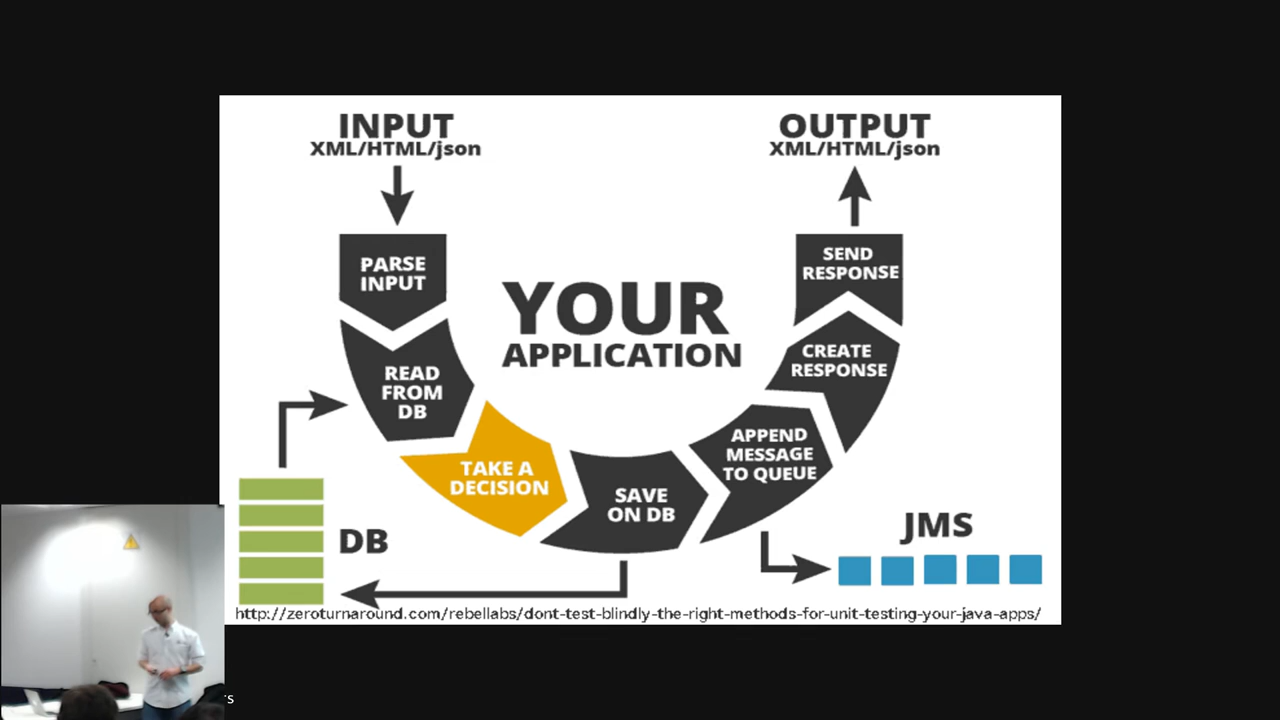 INPUT
XML/HTML/json
OUTPUT
XML/HTML/json
PARSE
INPUT
SEND
RESPONSE
YOUR
APPLICATION
READ
FROM
DB
CREATE
RESPONSE
TAKE A
DECISION
SAVE
ON DB
APPEND
MESSAGE
TO QUEUE
DB
JMS
http://zeroturnaround.com/rebellabs/dont-test-blindly-the-right-methods-for-unit-testing-your-java-apps/